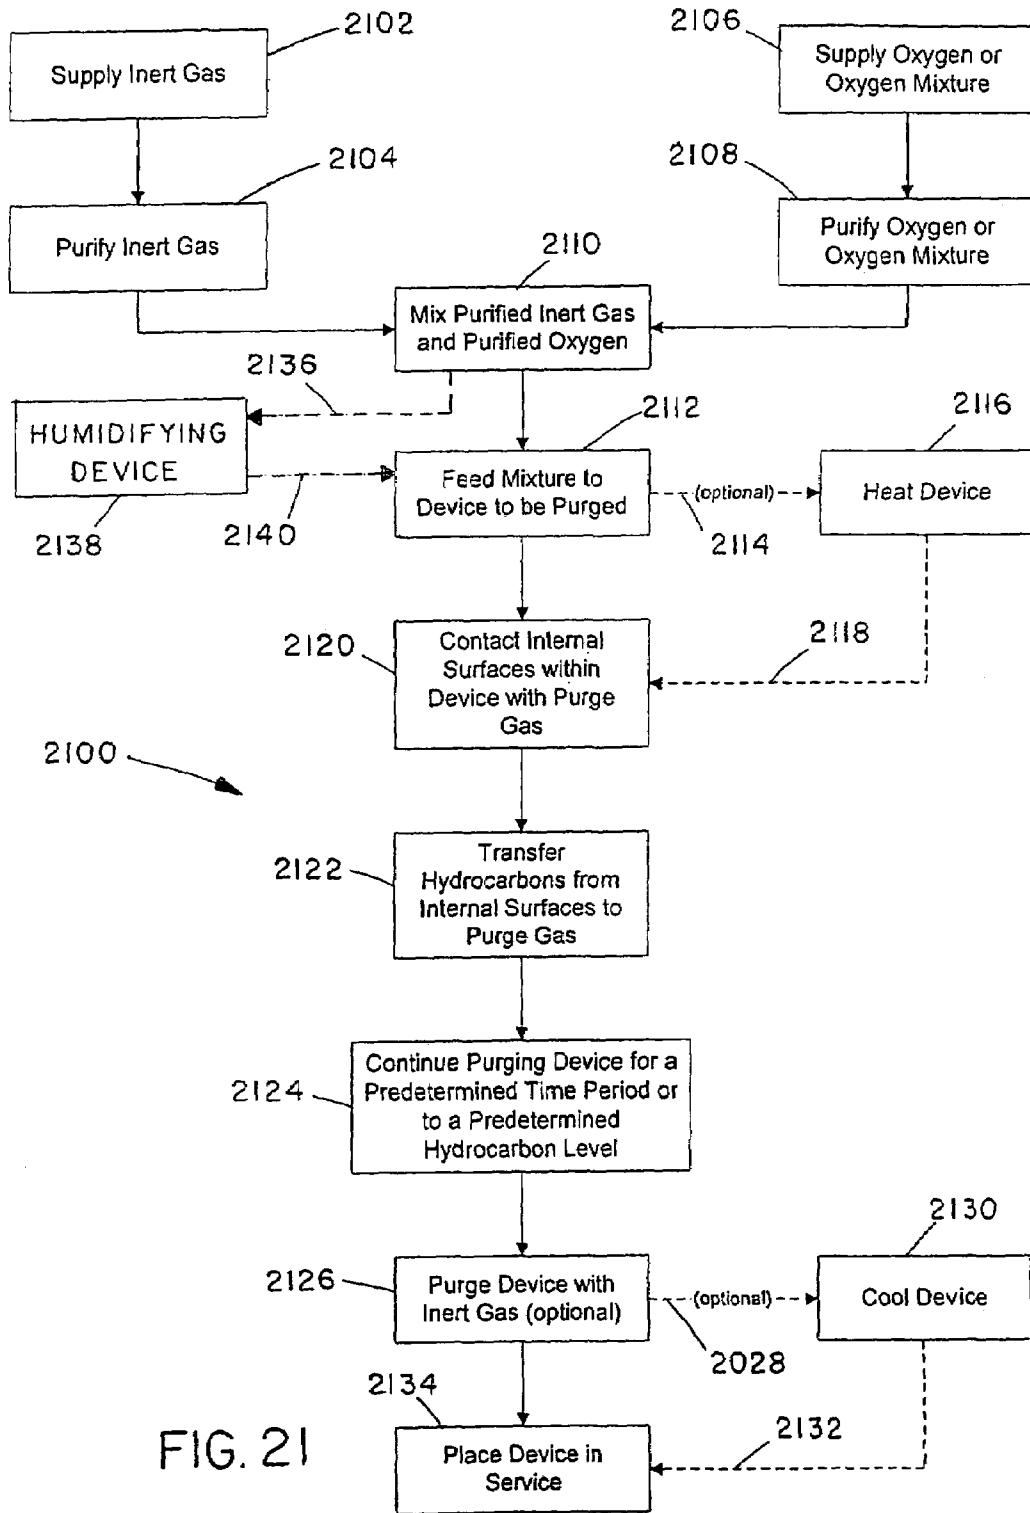 2102
2106
Supply Inert Gas
Supply Oxygen or
Oxygen Mixture
2104
2108
Purify Inert Gas
Purify Oxygen or
Oxygen Mixture
2110
Mix Purified Inert Gas
and Purified Oxygen
2136
HUMIDIFYING
DEVICE
2112
2116
Feed Mixture to
Device to be Purged
(optional)
Heat Device
2138
2140
2114
2120
Contact Internal
Surfaces within
Device with Purge
Gas
2118
2100
2122
Transfer
Hydrocarbons from
Internal Surfaces to
Purge Gas
2124
Continue Purging Device for a
Predetermined Time Period or
to a Predetermined
Hydrocarbon Level
2130
2126
Purge Device with
Inert Gas (optional)
(optional)
Cool Device
2028
2134
Place Device in
Service
2132
FIG. 21